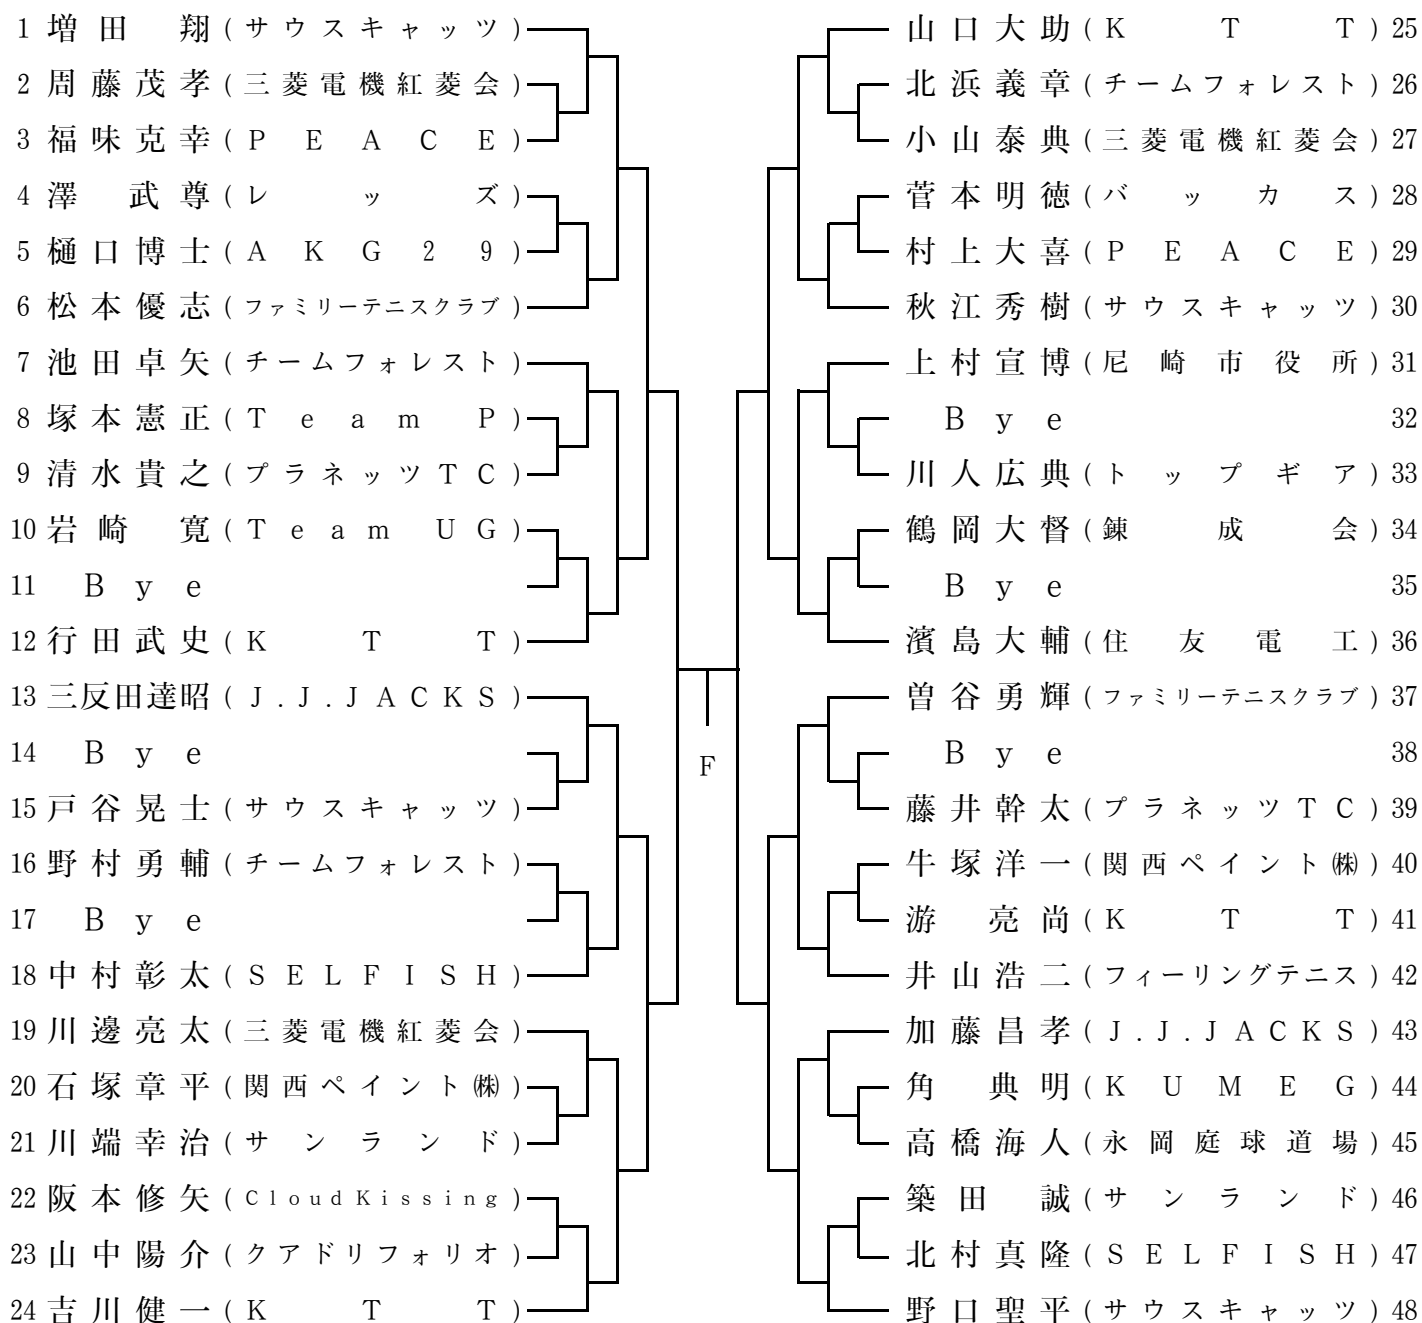 1 増田 翔 (サウスキャッツ)
2 周藤茂孝 (三菱電機紅菱会)
3 福味克幸 (PEACE)
4 澤 武尊 (レッズ)
5 樋口博士 (AKG29)
6 松本優志 (ファミリーテニスクラブ)
7 池田卓矢 (チームフォレスト)
8 塚本憲正 (Team P)
9 清水貴之 (プラネッツTC)
10 岩崎 寛 (Team UG)
11 Bye
12 行田武史 (KTT)
13 三反田達昭 (J.J.JACKS)
14 Bye
15 戸谷晃士 (サウスキャッツ)
16 野村勇輔 (チームフォレスト)
17 Bye
18 中村彰太 (SELFISH)
19 川邊亮太 (三菱電機紅菱会)
20 石塚章平 (関西ペイント㈱)
21 川端幸治 (サンランド)
22 阪本修矢 (CloudKissing)
23 山中陽介 (クアドリフォリオ)
24 吉川健一 (KTT)
F
山口大助 (KTT) 25
北浜義章 (チームフォレスト) 26
小山泰典 (三菱電機紅菱会) 27
菅本明徳 (バッカス) 28
村上大喜 (PEACE) 29
秋江秀樹 (サウスキャッツ) 30
上村宣博 (尼崎市役所) 31
Bye 32
川人広典 (トップギア) 33
鶴岡大督 (錬成会) 34
Bye 35
濱島大輔 (住友電工) 36
曽谷勇輝 (ファミリーテニスクラブ) 37
Bye 38
藤井幹太 (プラネッツTC) 39
牛塚洋一 (関西ペイント㈱) 40
游 亮尚 (KTT) 41
井山浩二 (フィーリングテニス) 42
加藤昌孝 (J.J.JACKS) 43
角 典明 (KUMEG) 44
高橋海人 (永岡庭球道場) 45
築田 誠 (サンランド) 46
北村真隆 (SELFISH) 47
野口聖平 (サウスキャッツ) 48